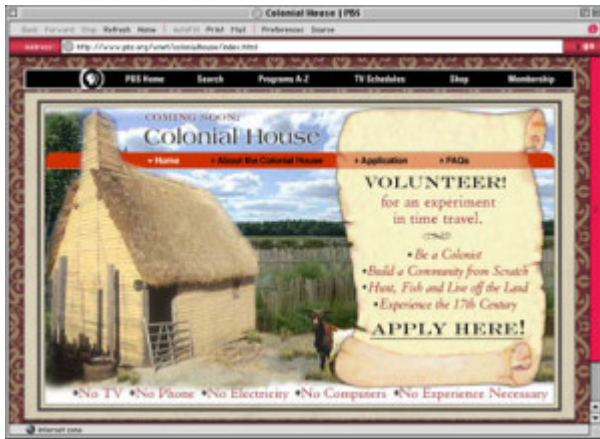 Colonial House | PBS
Back Forward Stop Refresh Home AutoFill Print Mail Preferences Source
Address: http://www.pbs.org/wnet/colonialhouse/index.html go
PBS Home Search Programs A-Z TV Schedules Shop Membership
COMING SOON:
Colonial House
Home About the Colonial House Application FAQs
VOLUNTEER!
for an experiment
in time travel.
•Be a Colonist
•Build a Community from Scratch
•Hunt, Fish and Live off the Land
•Experience the 17th Century
APPLY HERE!
•No TV •No Phone •No Electricity •No Computers •No Experience Necessary
Internet zone